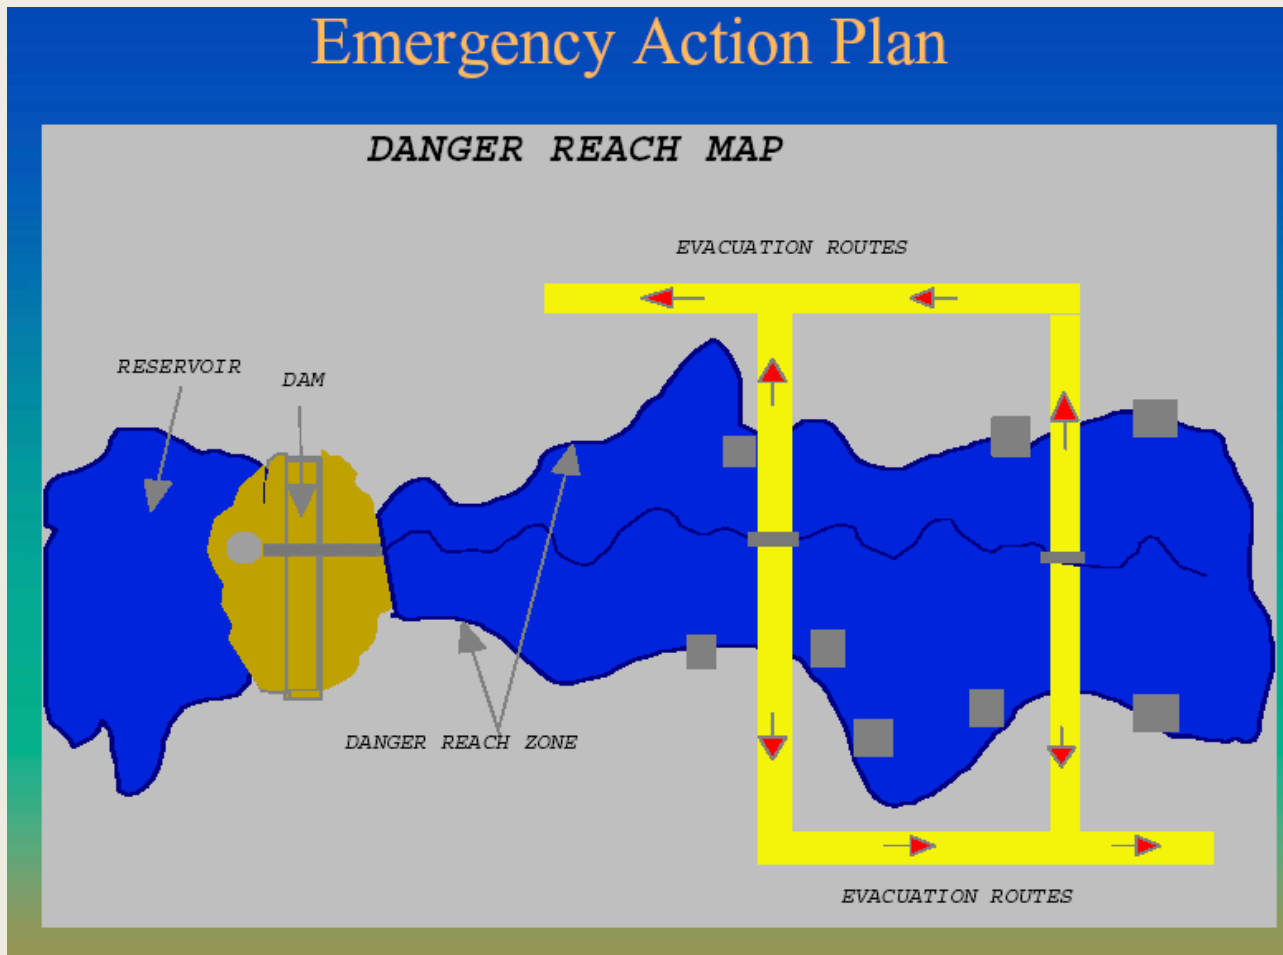 Emergency Action Plan
DANGER REACH MAP
EVACUATION ROUTES
RESERVOIR
DAM
DANGER REACH ZONE
EVACUATION ROUTES